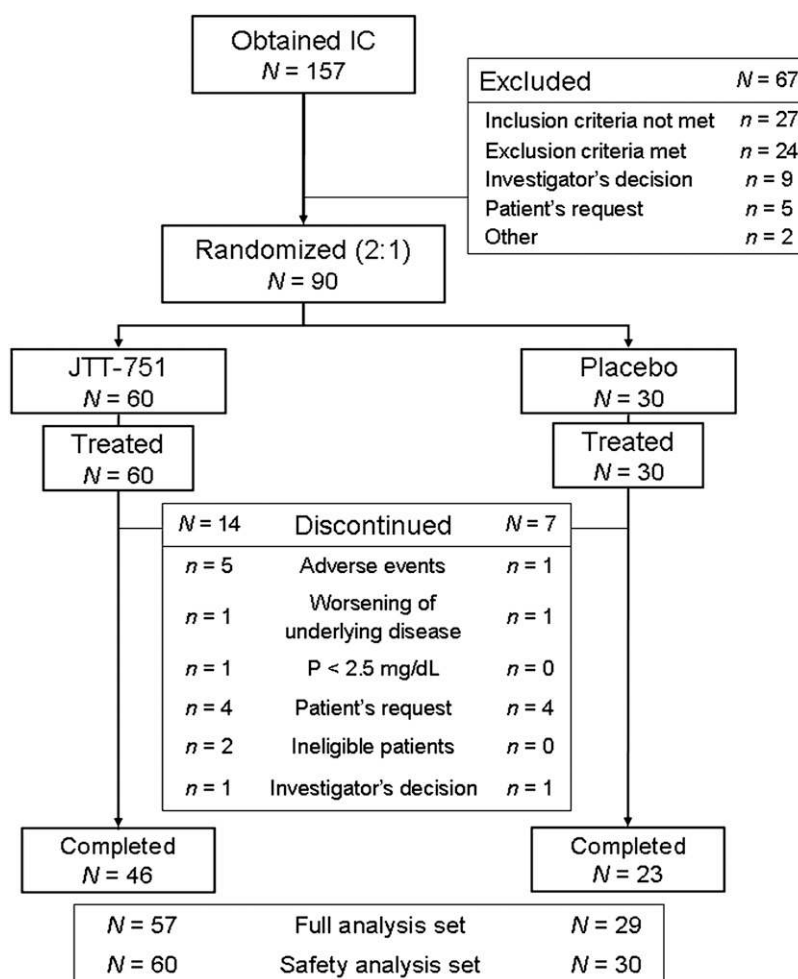 Obtained IC
N = 157
Excluded N = 67
Inclusion criteria not met n = 27
Exclusion criteria met n = 24
Investigator's decision n = 9
Patient's request n = 5
Other n = 2
Randomized (2:1)
N = 90
JTT-751
N = 60
Placebo
N = 30
Treated
N = 60
Treated
N = 30
N = 14 Discontinued N = 7
n = 5 Adverse events n = 1
n = 1 Worsening of
underlying disease n = 1
n = 1 P < 2.5 mg/dL n = 0
n = 4 Patient's request n = 4
n = 2 Ineligible patients n = 0
n = 1 Investigator's decision n = 1
Completed
N = 46
Completed
N = 23
N = 57 Full analysis set N = 29
N = 60 Safety analysis set N = 30